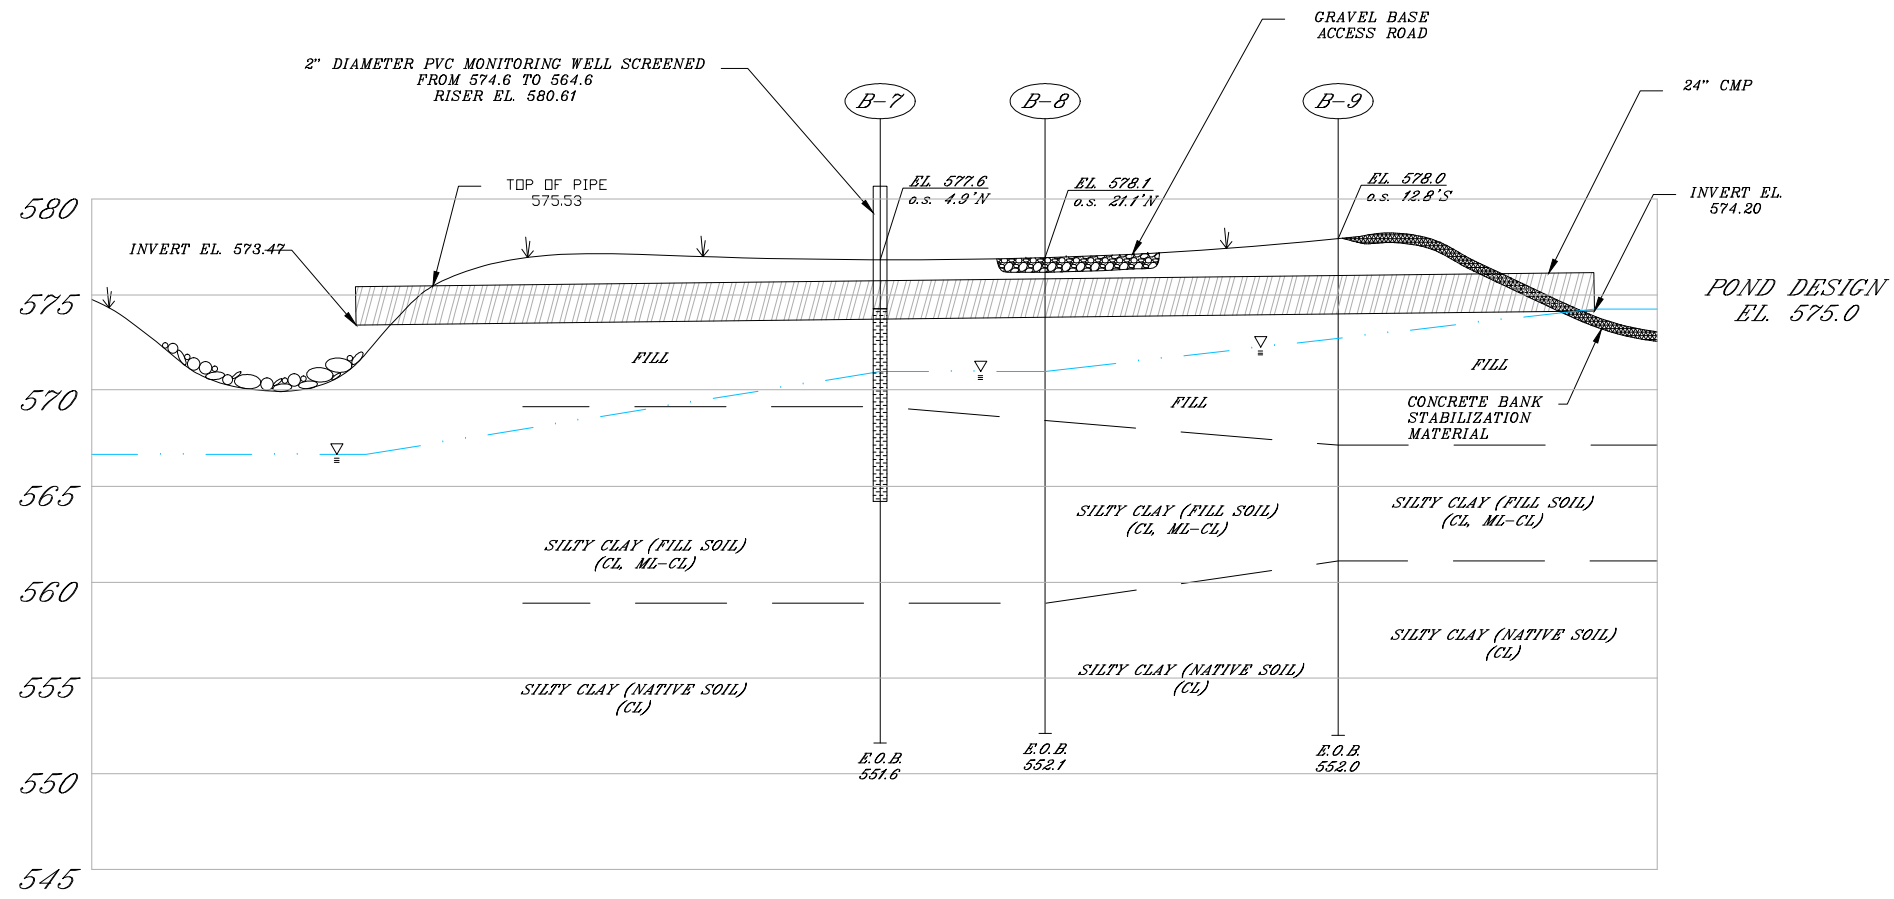 GRAVEL BASE
ACCESS ROAD
2" DIAMETER PVC MONITORING WELL SCREENED
FROM 574.6 TO 564.6
RISER EL. 580.61
24" CMP
B-7
B-8
B-9
TOP OF PIPE
575.53
EL. 577.6
o.s. 4.9'N
EL. 578.1
o.s. 21.1'N
EL. 578.0
o.s. 12.8'S
INVERT EL.
574.20
580
INVERT EL. 573.47
575
POND DESIGN
EL. 575.0
FILL
FILL
570
FILL
CONCRETE BANK
STABILIZATION
MATERIAL
565
SILTY CLAY (FILL SOIL)
(CL, ML-CL)
SILTY CLAY (FILL SOIL)
(CL, ML-CL)
SILTY CLAY (FILL SOIL)
(CL, ML-CL)
560
SILTY CLAY (NATIVE SOIL)
(CL)
SILTY CLAY (NATIVE SOIL)
(CL)
SILTY CLAY (NATIVE SOIL)
(CL)
555
E.O.B.
551.6
E.O.B.
552.1
E.O.B.
552.0
550
545